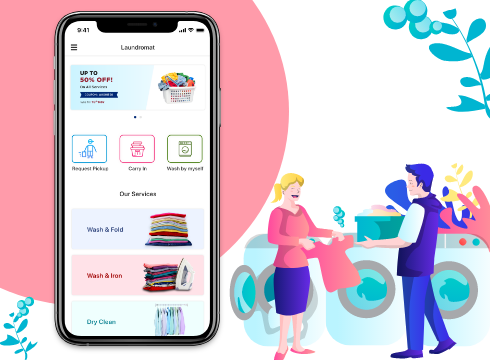 9:41
Laundromat
UP TO
50% OFF!
On All Services
Request Pickup
Carry In
Wash by myself
Our Services
Wash & Fold
Wash & Iron
Dry Clean